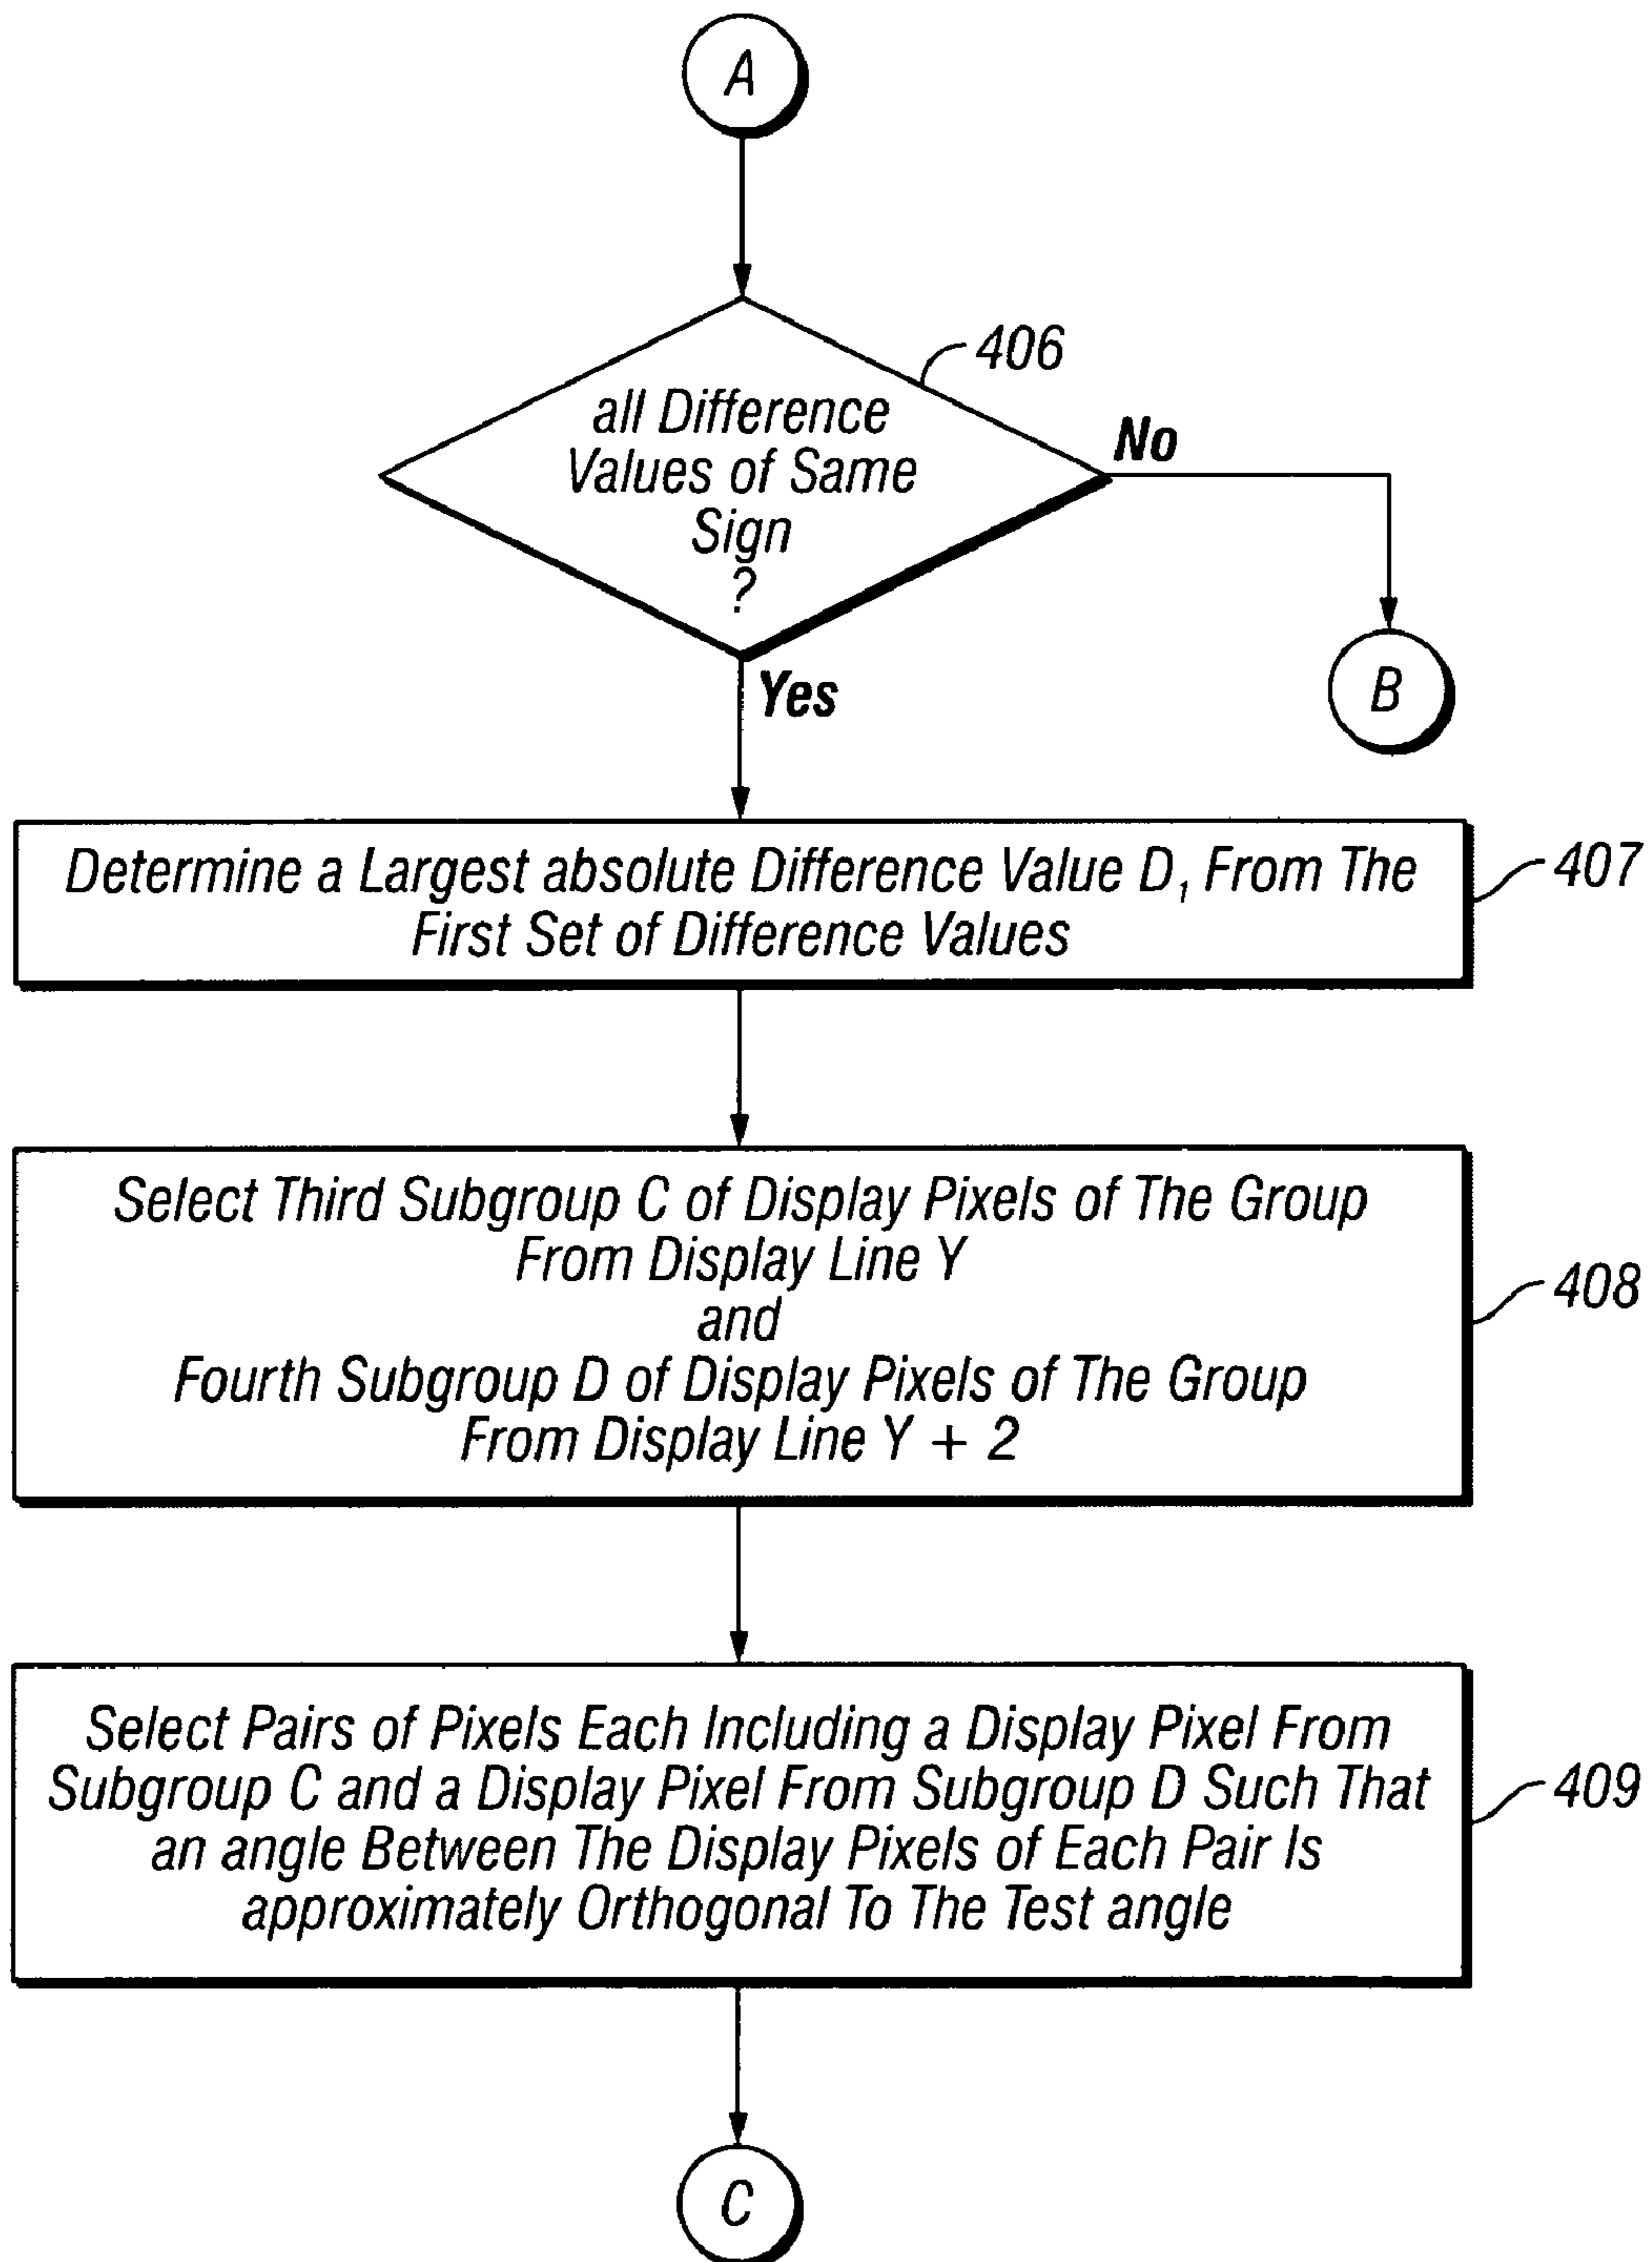 A
406
all Difference
Values of Same
Sign
?
No
B
Yes
Determine a Largest absolute Difference Value D₁ From The
First Set of Difference Values
407
Select Third Subgroup C of Display Pixels of The Group
From Display Line Y
and
Fourth Subgroup D of Display Pixels of The Group
From Display Line Y + 2
408
Select Pairs of Pixels Each Including a Display Pixel From
Subgroup C and a Display Pixel From Subgroup D Such That
an angle Between The Display Pixels of Each Pair Is
approximately Orthogonal To The Test angle
409
C